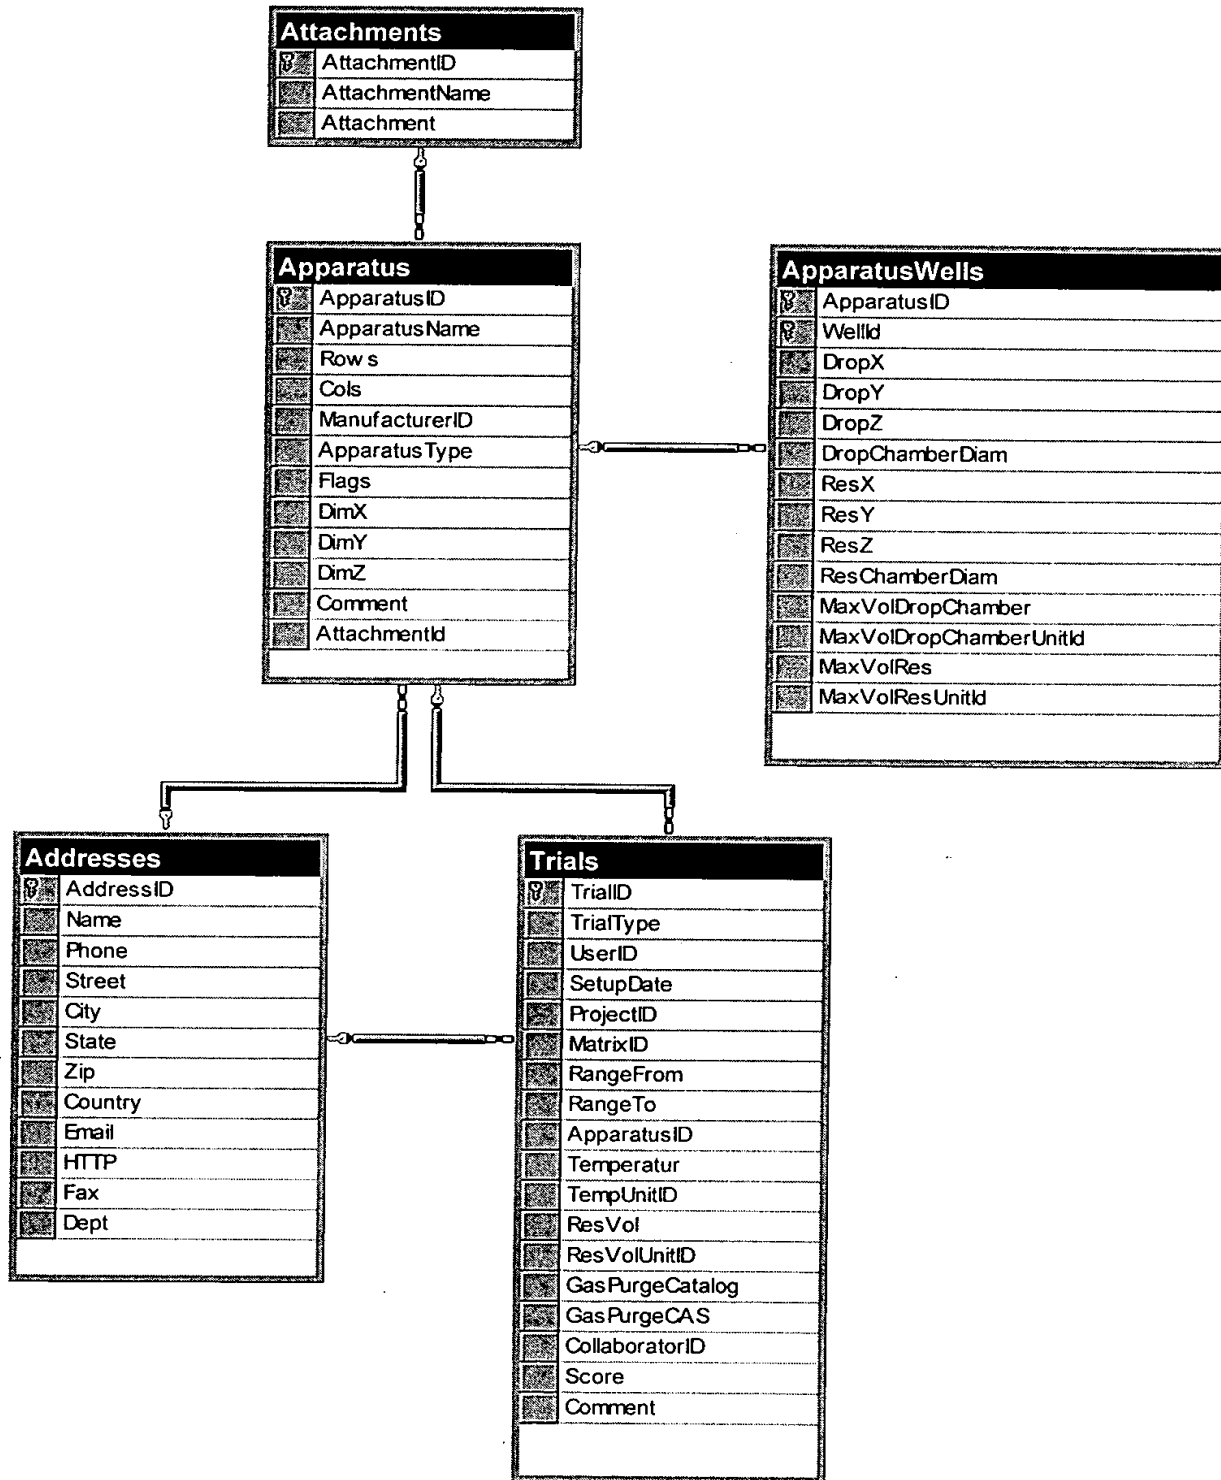 Attachments
AttachmentID
AttachmentName
Attachment
Apparatus
ApparatusID
ApparatusName
Rows
Cols
ManufacturerID
ApparatusType
Flags
DimX
DimY
DimZ
Comment
AttachmentId
ApparatusWells
ApparatusID
WellId
DropX
DropY
DropZ
DropChamberDiam
ResX
ResY
ResZ
ResChamberDiam
MaxVolDropChamber
MaxVolDropChamberUnitId
MaxVolRes
MaxVolResUnitId
Addresses
AddressID
Name
Phone
Street
City
State
Zip
Country
Email
HTTP
Fax
Dept
Trials
TrialID
TrialType
UserID
SetupDate
ProjectID
MatrixID
RangeFrom
RangeTo
ApparatusID
Temperatur
TempUnitID
ResVol
ResVolUnitID
GasPurgeCatalog
GasPurgeCAS
CollaboratorID
Score
Comment